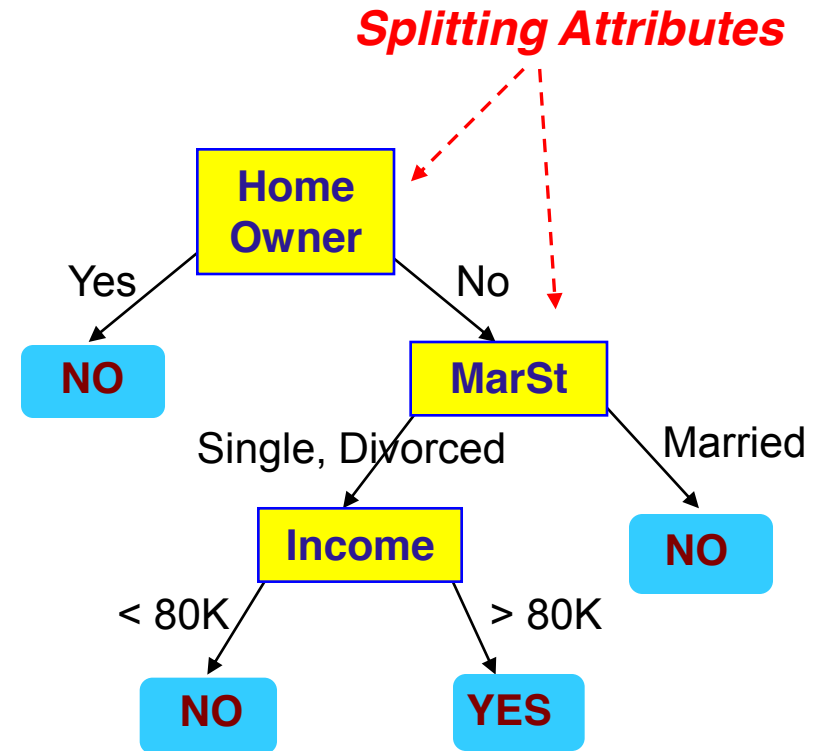 Splitting Attributes
Home
Owner
Yes
No
NO
MarSt
Single, Divorced
Married
Income
NO
< 80K
> 80K
NO
YES